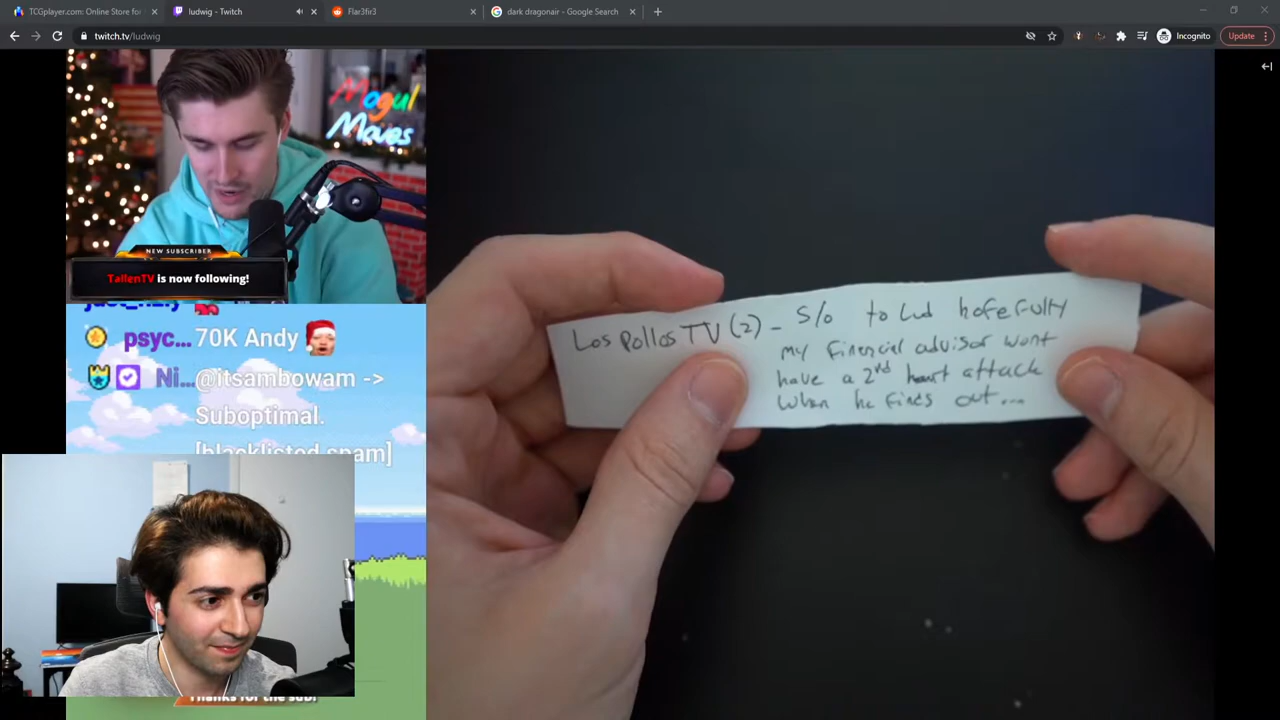 TCGplayer.com: Online Store for
ludwig - Twitch
Flar3fir3
dark dragonair - Google Search
twitch.tv/ludwig
Incognito
Update
Mogul
Moves
NEW SUBSCRIBER
TallenTV is now following!
psyc... 70K Andy
Ni... @itsambowam ->
Suboptimal.
[blacklisted spam]
Thanks for the sub!
Los Pollos TV (2) - S/o to Lud hopefully
my financial advisor wont
have a 2nd heart attack
when he finds out...